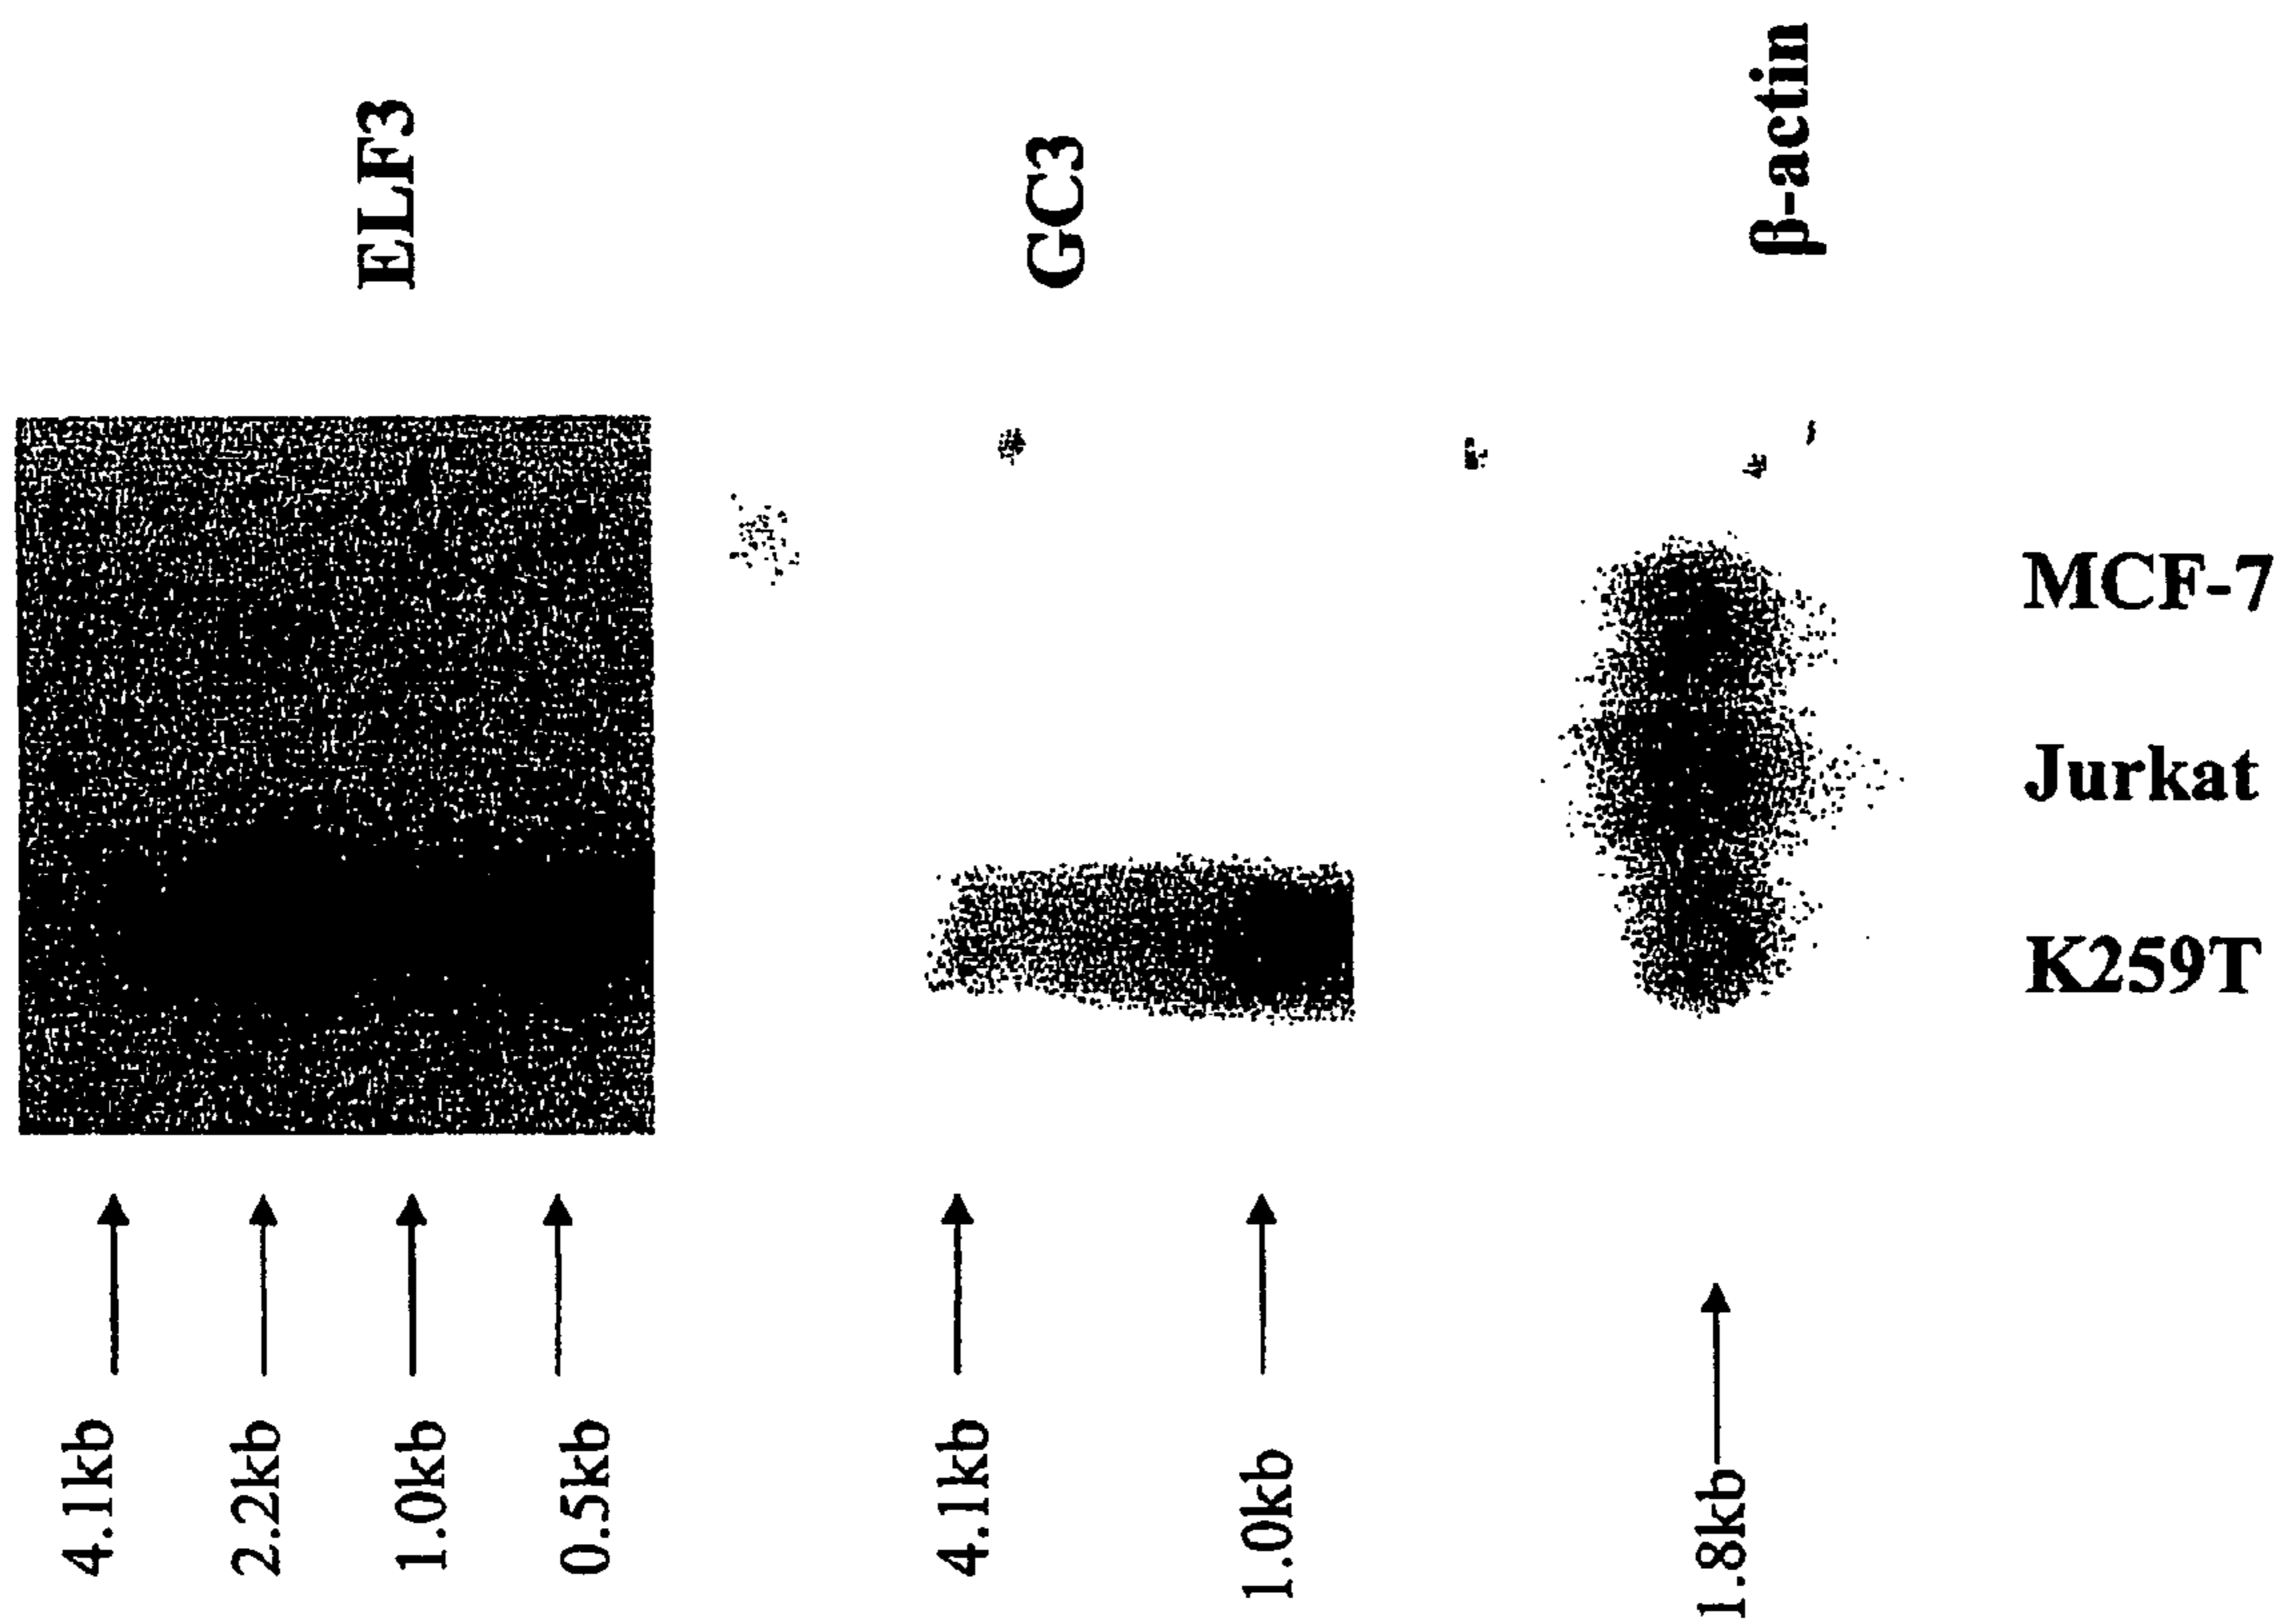 ELF3
GC3
β-actin
MCF-7
Jurkat
K259T
4.1kb
2.2kb
1.0kb
0.5kb
4.1kb
1.0kb
1.8kb